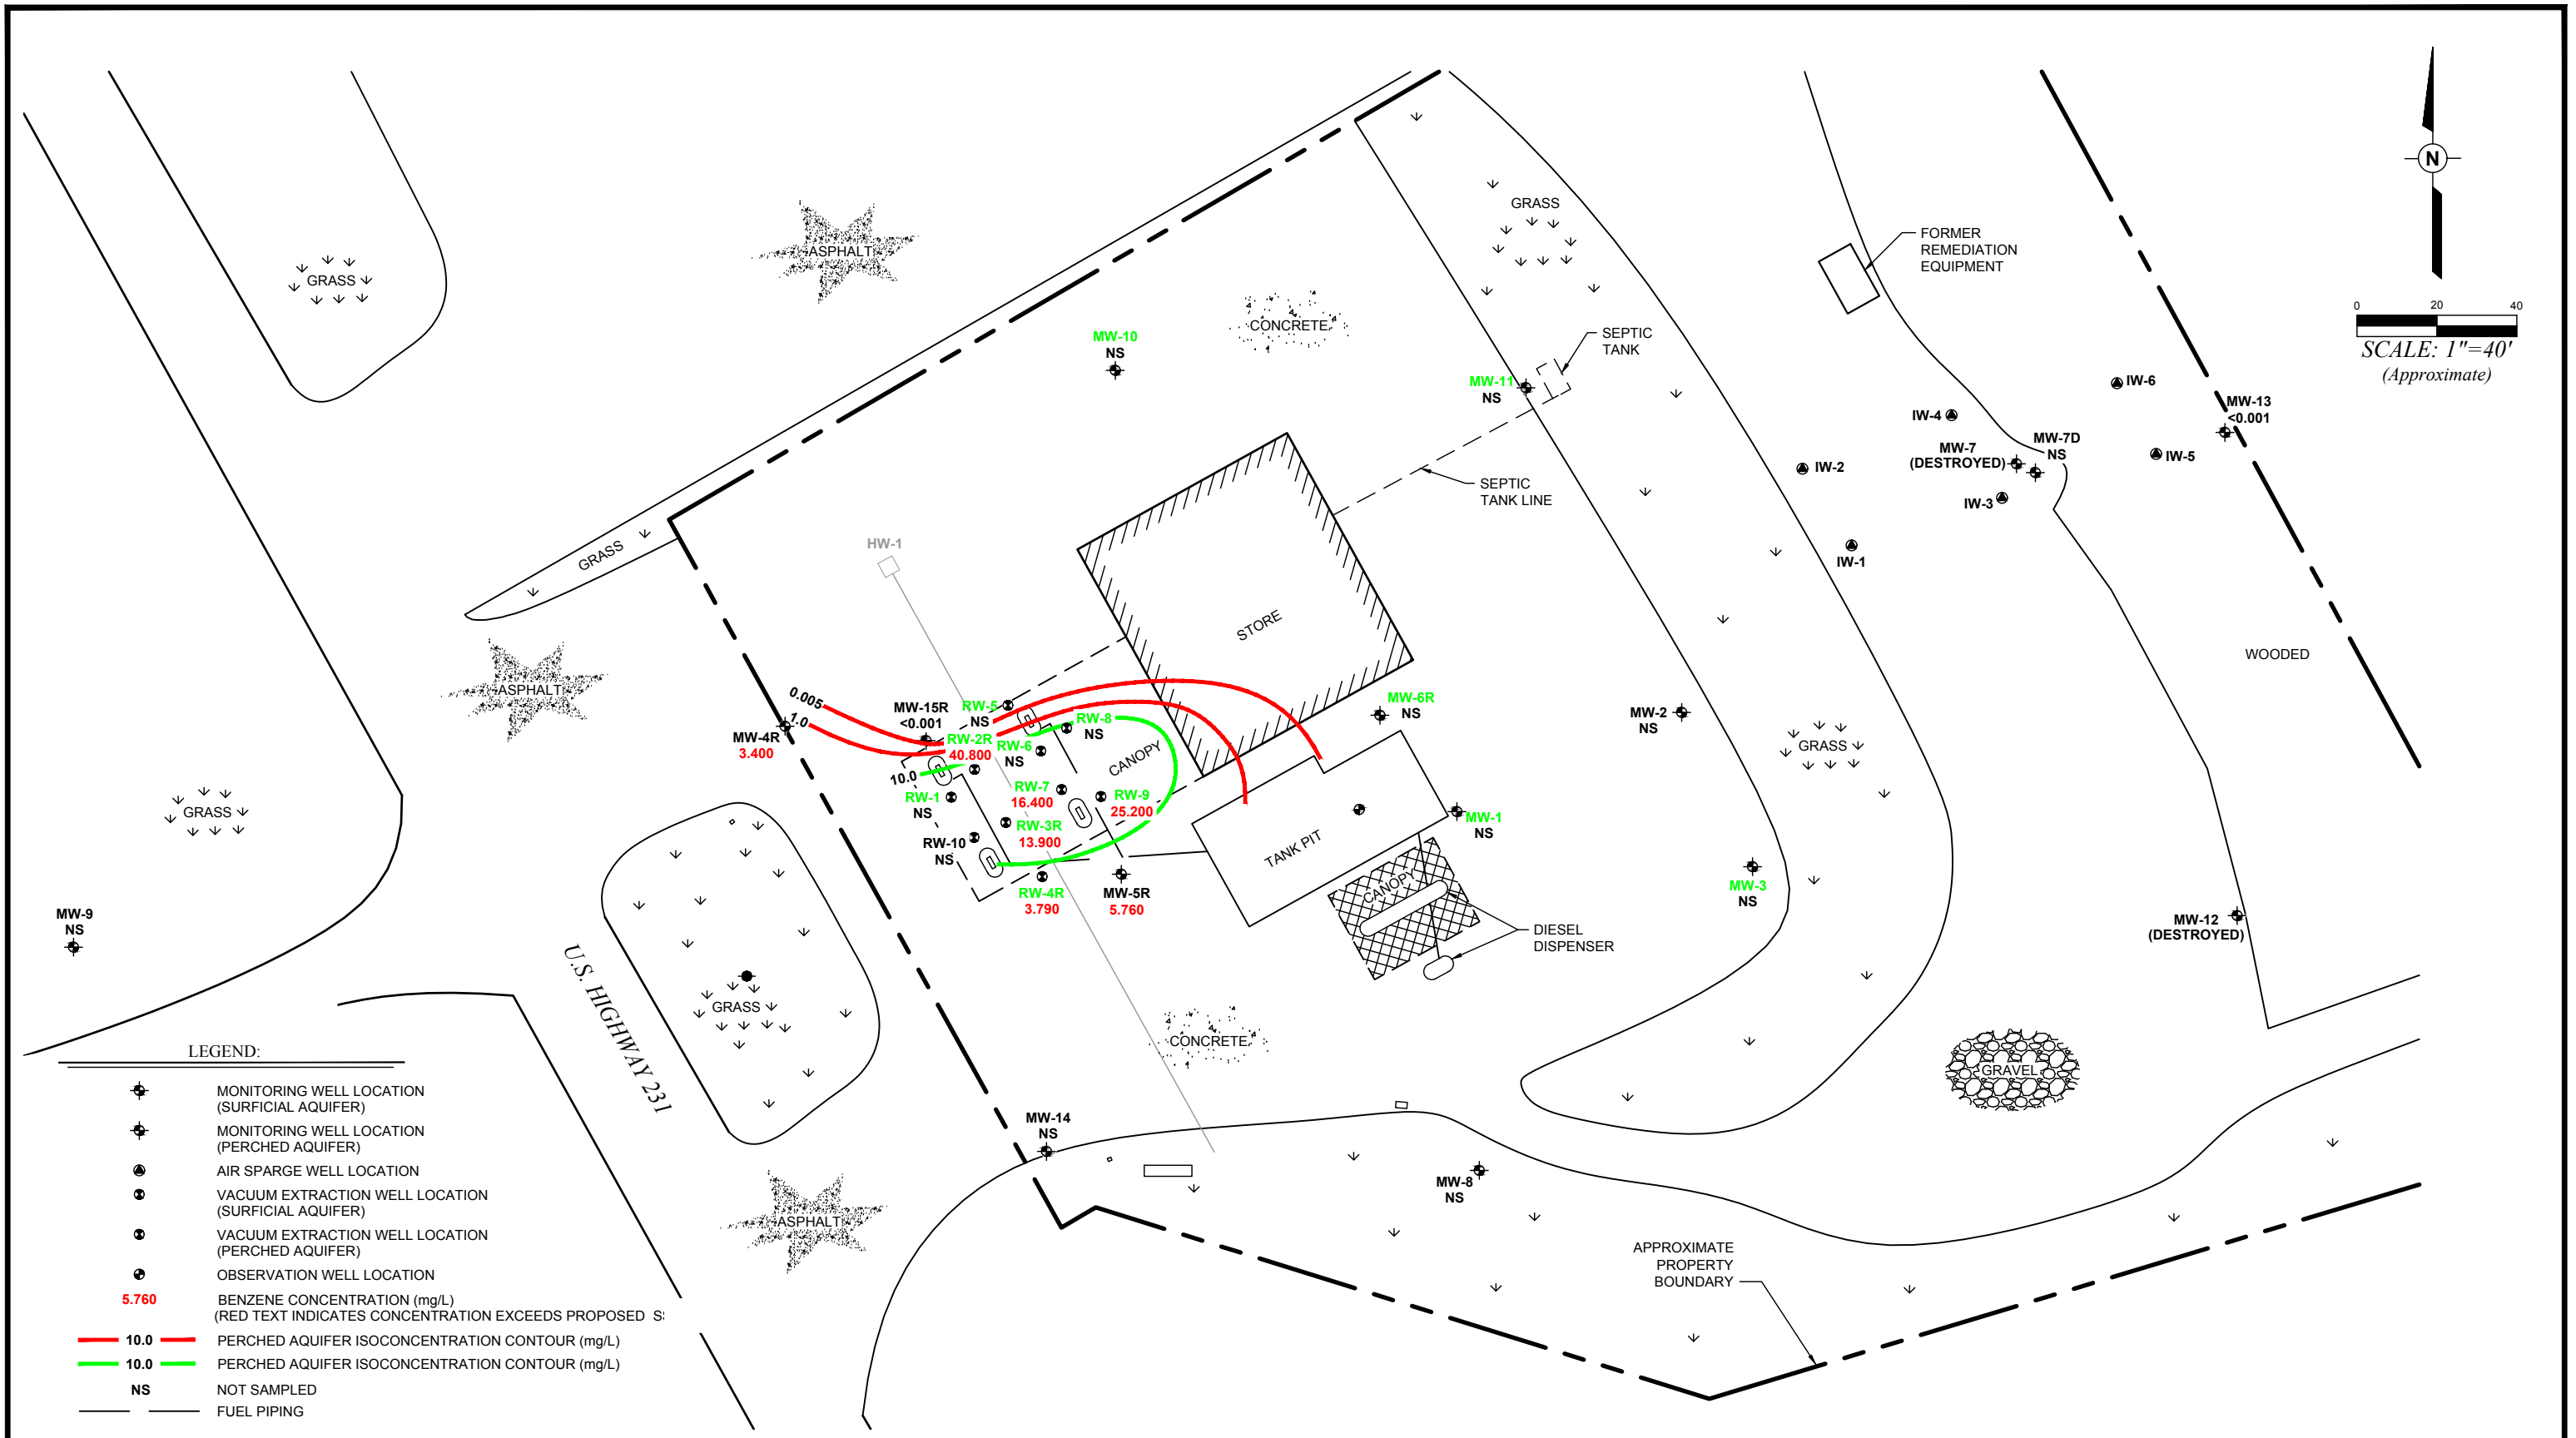 GRASS
ASPHALT
GRASS
FORMER
REMEDIATION
EQUIPMENT
N
0 20 40
SCALE: 1"=40'
(Approximate)
MW-10
NS
CONCRETE
SEPTIC
TANK
MW-11
NS
IW-6
IW-4
MW-13
<0.001
MW-7
(DESTROYED)
MW-7D
NS
IW-5
IW-2
IW-3
IW-1
SEPTIC
TANK LINE
GRASS
HW-1
STORE
WOODED
ASPHALT
0.005
1.0
MW-4R
3.400
MW-15R
<0.001
RW-5
NS
RW-8
NS
RW-2R
40.800
RW-6
NS
CANOPY
10.0
RW-1
NS
RW-7
16.400
RW-9
25.200
RW-3R
13.900
RW-10
NS
RW-4R
3.790
MW-5R
5.760
MW-6R
NS
MW-1
NS
TANK PIT
CANOPY
DIESEL
DISPENSER
MW-2
NS
GRASS
MW-3
NS
MW-12
(DESTROYED)
GRASS
MW-9
NS
U.S. HIGHWAY 231
GRASS
CONCRETE
GRAVEL
MW-14
NS
MW-8
NS
ASPHALT
APPROXIMATE
PROPERTY
BOUNDARY
LEGEND:
MONITORING WELL LOCATION
(SURFICIAL AQUIFER)
MONITORING WELL LOCATION
(PERCHED AQUIFER)
AIR SPARGE WELL LOCATION
VACUUM EXTRACTION WELL LOCATION
(SURFICIAL AQUIFER)
VACUUM EXTRACTION WELL LOCATION
(PERCHED AQUIFER)
OBSERVATION WELL LOCATION
5.760 BENZENE CONCENTRATION (mg/L)
(RED TEXT INDICATES CONCENTRATION EXCEEDS PROPOSED
10.0 PERCHED AQUIFER ISOCONCENTRATION CONTOUR (mg/L)
10.0 PERCHED AQUIFER ISOCONCENTRATION CONTOUR (mg/L)
NS NOT SAMPLED
FUEL PIPING